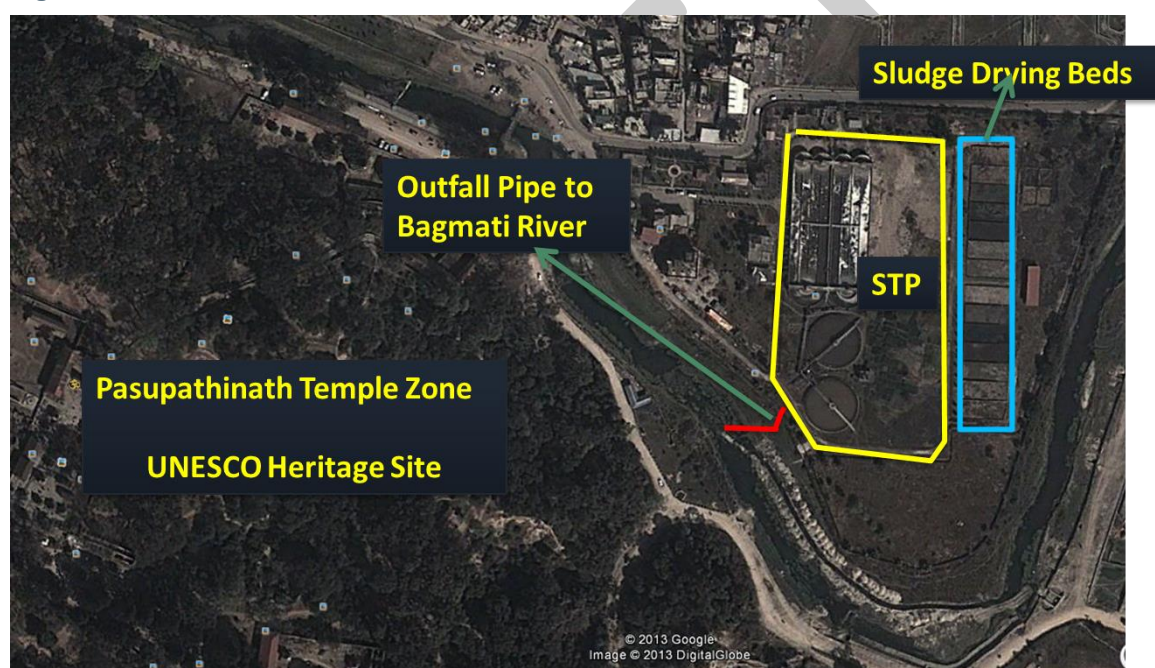 Sludge Drying Beds
Outfall Pipe to
Bagmati River
STP
Pasupathinath Temple Zone
UNESCO Heritage Site
© 2013 Google
Image © 2013 DigitalGlobe